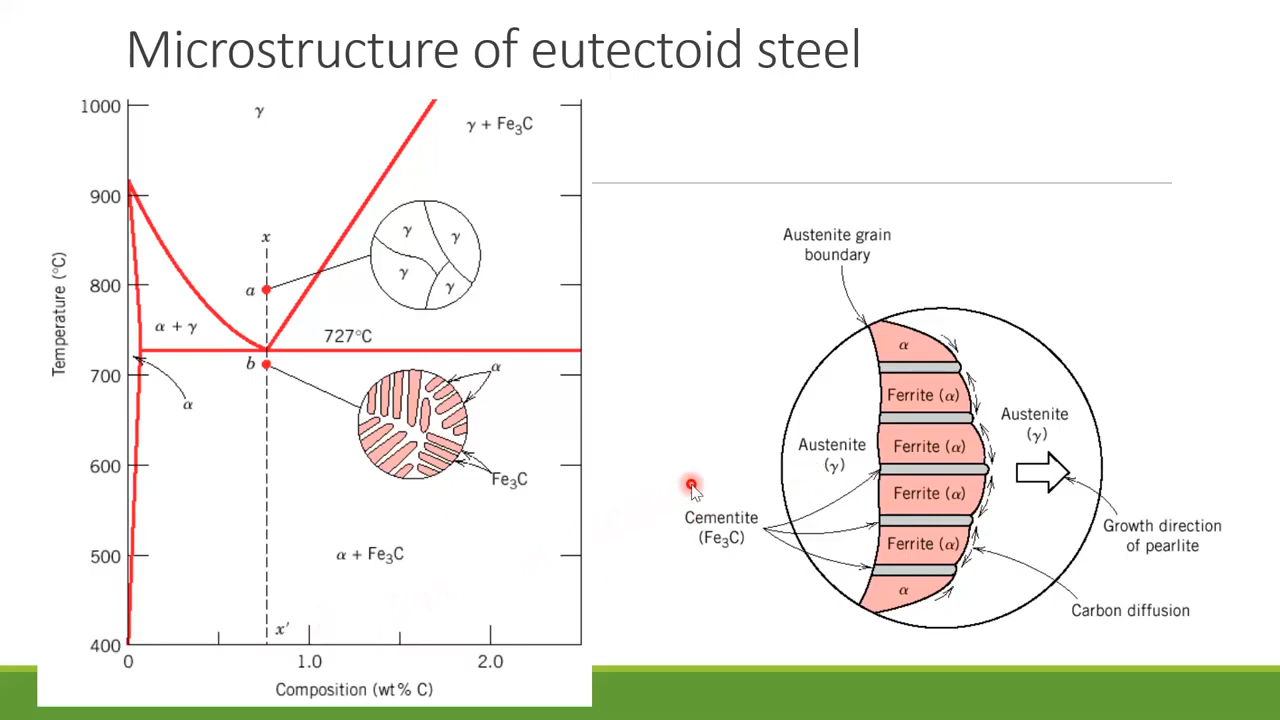 Microstructure of eutectoid steel
1000
γ
γ + Fe₃C
900
x
γ
γ
γ
γ
800
a
Temperature (°C)
α + γ
727°C
b
700
α
α
600
Fe₃C
500
α + Fe₃C
x′
400
0
1.0
2.0
Composition (wt% C)
Austenite grain
boundary
α
Ferrite (α)
Austenite
(γ)
Ferrite (α)
Austenite
(γ)
Ferrite (α)
Cementite
(Fe₃C)
Ferrite (α)
Growth direction
of pearlite
α
Carbon diffusion